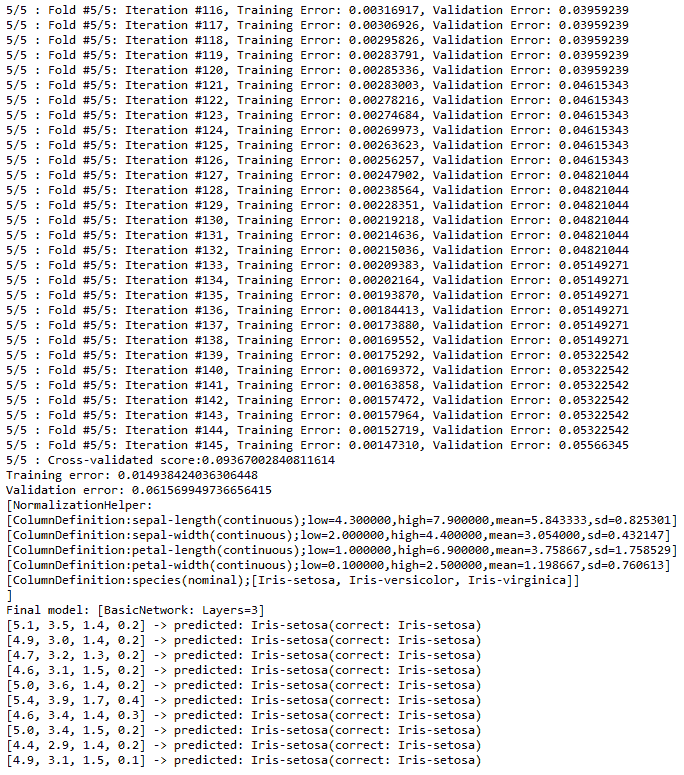 5/5 : Fold #5/5: Iteration #116, Training Error: 0.00316917, Validation Error: 0.03959239
5/5 : Fold #5/5: Iteration #117, Training Error: 0.00306926, Validation Error: 0.03959239
5/5 : Fold #5/5: Iteration #118, Training Error: 0.00295826, Validation Error: 0.03959239
5/5 : Fold #5/5: Iteration #119, Training Error: 0.00283791, Validation Error: 0.03959239
5/5 : Fold #5/5: Iteration #120, Training Error: 0.00285336, Validation Error: 0.03959239
5/5 : Fold #5/5: Iteration #121, Training Error: 0.00283003, Validation Error: 0.04615343
5/5 : Fold #5/5: Iteration #122, Training Error: 0.00278216, Validation Error: 0.04615343
5/5 : Fold #5/5: Iteration #123, Training Error: 0.00274684, Validation Error: 0.04615343
5/5 : Fold #5/5: Iteration #124, Training Error: 0.00269973, Validation Error: 0.04615343
5/5 : Fold #5/5: Iteration #125, Training Error: 0.00263623, Validation Error: 0.04615343
5/5 : Fold #5/5: Iteration #126, Training Error: 0.00256257, Validation Error: 0.04615343
5/5 : Fold #5/5: Iteration #127, Training Error: 0.00247902, Validation Error: 0.04821044
5/5 : Fold #5/5: Iteration #128, Training Error: 0.00238564, Validation Error: 0.04821044
5/5 : Fold #5/5: Iteration #129, Training Error: 0.00228351, Validation Error: 0.04821044
5/5 : Fold #5/5: Iteration #130, Training Error: 0.00219218, Validation Error: 0.04821044
5/5 : Fold #5/5: Iteration #131, Training Error: 0.00214636, Validation Error: 0.04821044
5/5 : Fold #5/5: Iteration #132, Training Error: 0.00215036, Validation Error: 0.04821044
5/5 : Fold #5/5: Iteration #133, Training Error: 0.00209383, Validation Error: 0.05149271
5/5 : Fold #5/5: Iteration #134, Training Error: 0.00202164, Validation Error: 0.05149271
5/5 : Fold #5/5: Iteration #135, Training Error: 0.00193870, Validation Error: 0.05149271
5/5 : Fold #5/5: Iteration #136, Training Error: 0.00184413, Validation Error: 0.05149271
5/5 : Fold #5/5: Iteration #137, Training Error: 0.00173880, Validation Error: 0.05149271
5/5 : Fold #5/5: Iteration #138, Training Error: 0.00169552, Validation Error: 0.05149271
5/5 : Fold #5/5: Iteration #139, Training Error: 0.00175292, Validation Error: 0.05322542
5/5 : Fold #5/5: Iteration #140, Training Error: 0.00169372, Validation Error: 0.05322542
5/5 : Fold #5/5: Iteration #141, Training Error: 0.00163858, Validation Error: 0.05322542
5/5 : Fold #5/5: Iteration #142, Training Error: 0.00157472, Validation Error: 0.05322542
5/5 : Fold #5/5: Iteration #143, Training Error: 0.00157964, Validation Error: 0.05322542
5/5 : Fold #5/5: Iteration #144, Training Error: 0.00152719, Validation Error: 0.05322542
5/5 : Fold #5/5: Iteration #145, Training Error: 0.00147310, Validation Error: 0.05566345
5/5 : Cross-validated score:0.09367002840811614
Training error: 0.014938424036306448
Validation error: 0.061569949736656415
[NormalizationHelper:
[ColumnDefinition:sepal-length(continuous);low=4.300000,high=7.900000,mean=5.843333,sd=0.825301]
[ColumnDefinition:sepal-width(continuous);low=2.000000,high=4.400000,mean=3.054000,sd=0.432147]
[ColumnDefinition:petal-length(continuous);low=1.000000,high=6.900000,mean=3.758667,sd=1.758529]
[ColumnDefinition:petal-width(continuous);low=0.100000,high=2.500000,mean=1.198667,sd=0.760613]
[ColumnDefinition:species(nominal);[Iris-setosa, Iris-versicolor, Iris-virginica]]
]
Final model: [BasicNetwork: Layers=3]
[5.1, 3.5, 1.4, 0.2] -> predicted: Iris-setosa(correct: Iris-setosa)
[4.9, 3.0, 1.4, 0.2] -> predicted: Iris-setosa(correct: Iris-setosa)
[4.7, 3.2, 1.3, 0.2] -> predicted: Iris-setosa(correct: Iris-setosa)
[4.6, 3.1, 1.5, 0.2] -> predicted: Iris-setosa(correct: Iris-setosa)
[5.0, 3.6, 1.4, 0.2] -> predicted: Iris-setosa(correct: Iris-setosa)
[5.4, 3.9, 1.7, 0.4] -> predicted: Iris-setosa(correct: Iris-setosa)
[4.6, 3.4, 1.4, 0.3] -> predicted: Iris-setosa(correct: Iris-setosa)
[5.0, 3.4, 1.5, 0.2] -> predicted: Iris-setosa(correct: Iris-setosa)
[4.4, 2.9, 1.4, 0.2] -> predicted: Iris-setosa(correct: Iris-setosa)
[4.9, 3.1, 1.5, 0.1] -> predicted: Iris-setosa(correct: Iris-setosa)